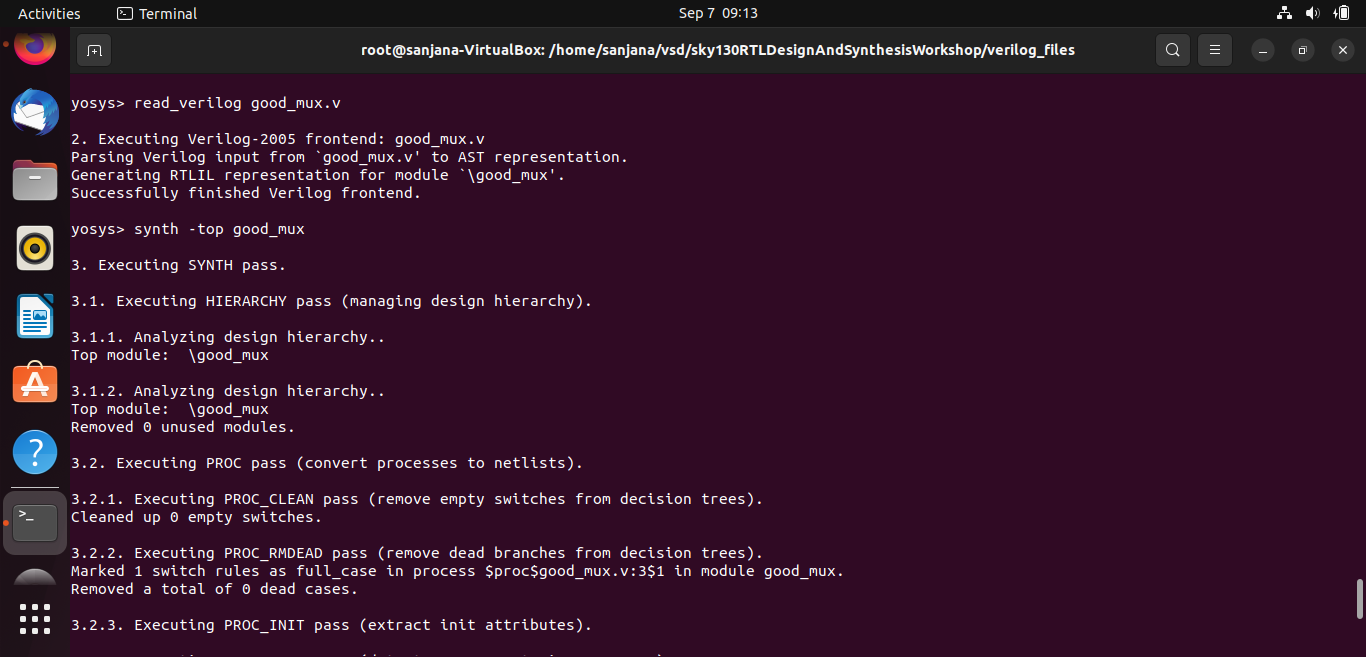 Activities
Terminal
Sep 7 09:13
root@sanjana-VirtualBox: /home/sanjana/vsd/sky130RTLDesignAndSynthesisWorkshop/verilog_files
yosys> read_verilog good_mux.v
2. Executing Verilog-2005 frontend: good_mux.v
Parsing Verilog input from `good_mux.v' to AST representation.
Generating RTLIL representation for module `\good_mux'.
Successfully finished Verilog frontend.
yosys> synth -top good_mux
3. Executing SYNTH pass.
3.1. Executing HIERARCHY pass (managing design hierarchy).
3.1.1. Analyzing design hierarchy..
Top module:  \good_mux
3.1.2. Analyzing design hierarchy..
Top module:  \good_mux
Removed 0 unused modules.
3.2. Executing PROC pass (convert processes to netlists).
3.2.1. Executing PROC_CLEAN pass (remove empty switches from decision trees).
Cleaned up 0 empty switches.
3.2.2. Executing PROC_RMDEAD pass (remove dead branches from decision trees).
Marked 1 switch rules as full_case in process $proc$good_mux.v:3$1 in module good_mux.
Removed a total of 0 dead cases.
3.2.3. Executing PROC_INIT pass (extract init attributes).